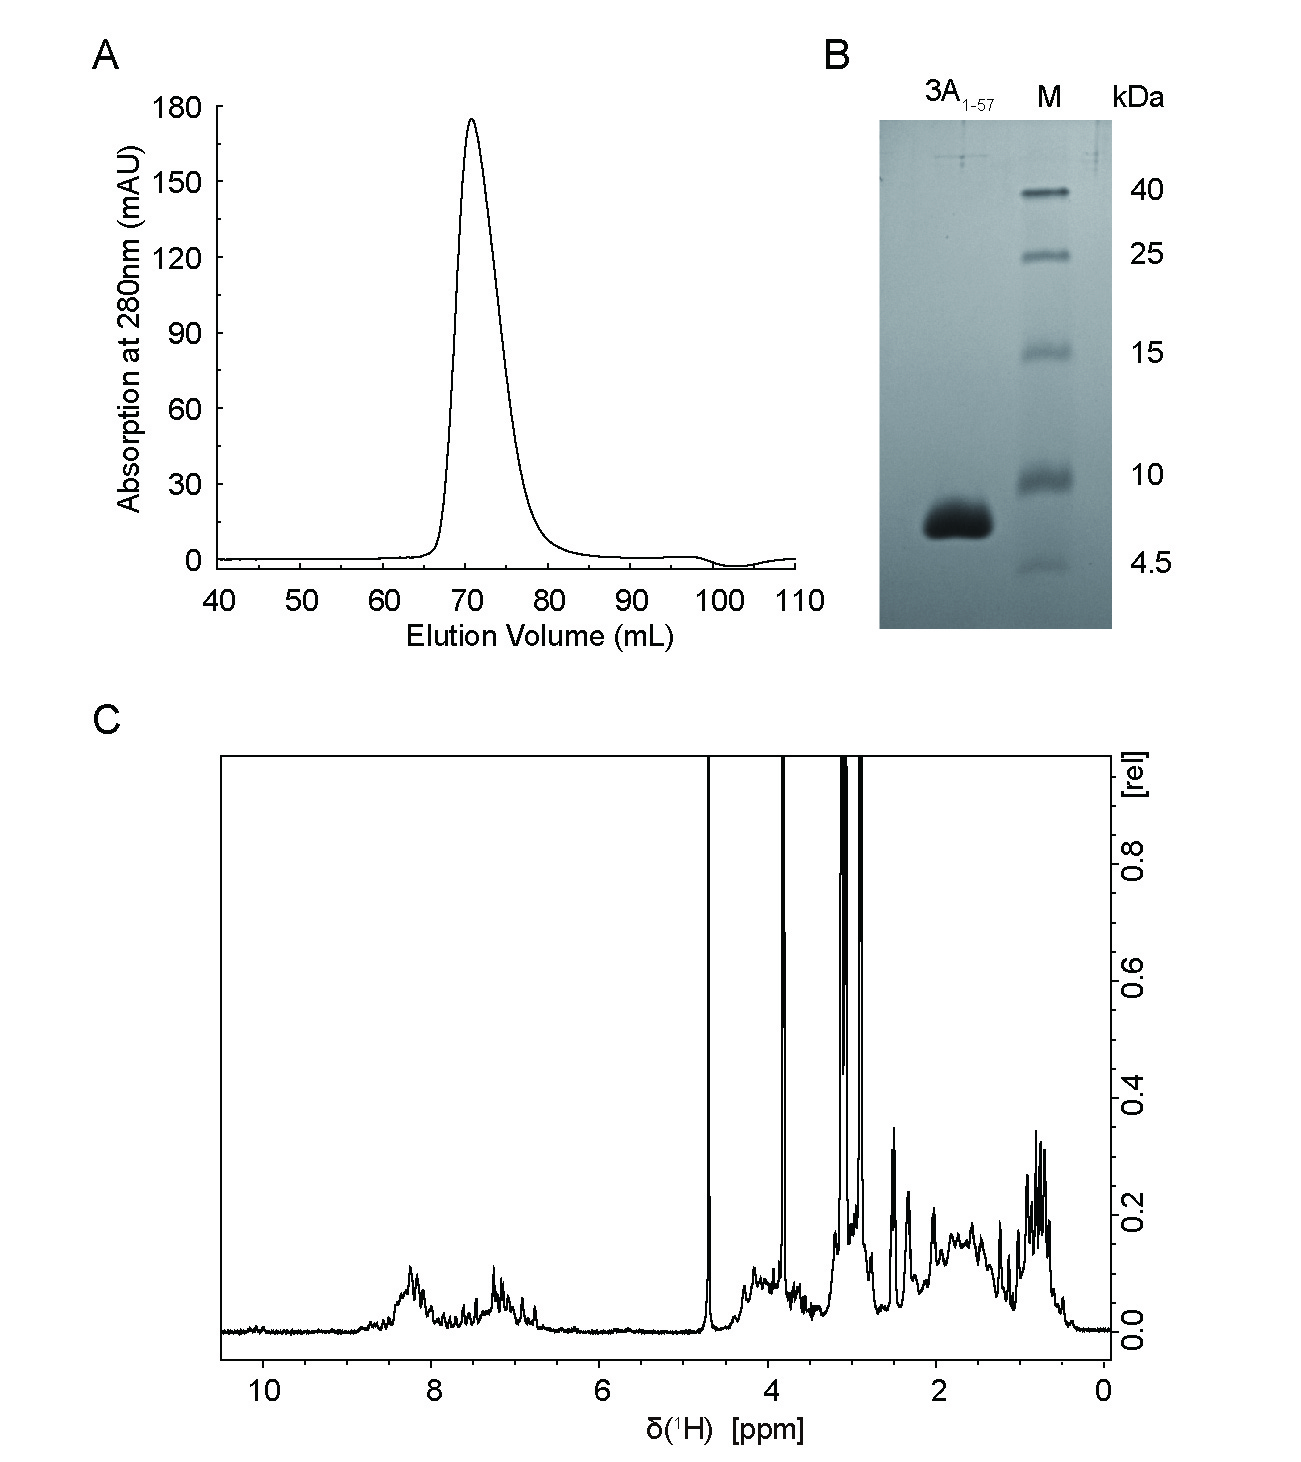 A
180
150
120
90
60
30
0
Absorption at 280nm (mAU)
40 50 60 70 80 90 100 110
Elution Volume (mL)
B
3A1-57 M kDa
40
25
15
10
4.5
C
[rel]
0.8
0.6
0.4
0.2
0.0
10 8 6 4 2 0
δ(¹H) [ppm]